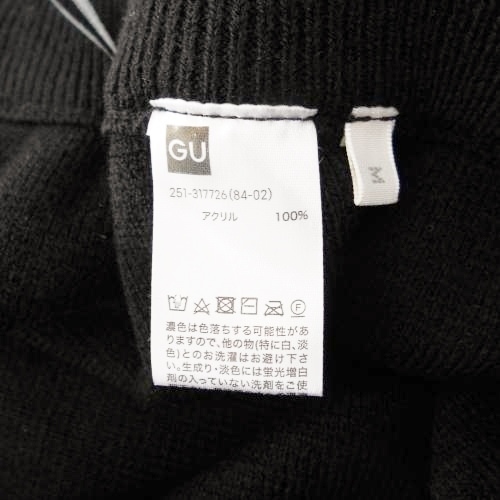 GU
251-317726(84-02)
アクリル 100%
濃色は色落ちする可能性があ
りますので、他の物(特に白、淡
色)とのお洗濯はお避け下さ
い。生成り・淡色には蛍光増白
剤の入っていない洗剤をご使
M